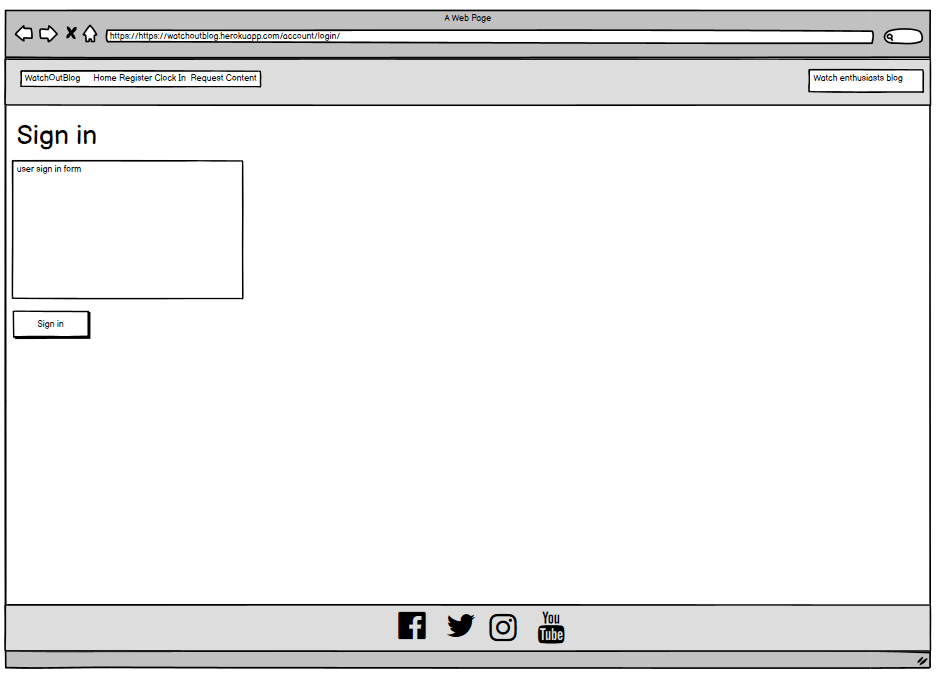 A Web Page
https://https://watchoutblog.herokuapp.com/account/login/
WatchOutBlog Home Register Clock In Request Content
Watch enthusiasts blog
Sign in
user sign in form
Sign in
You
Tube